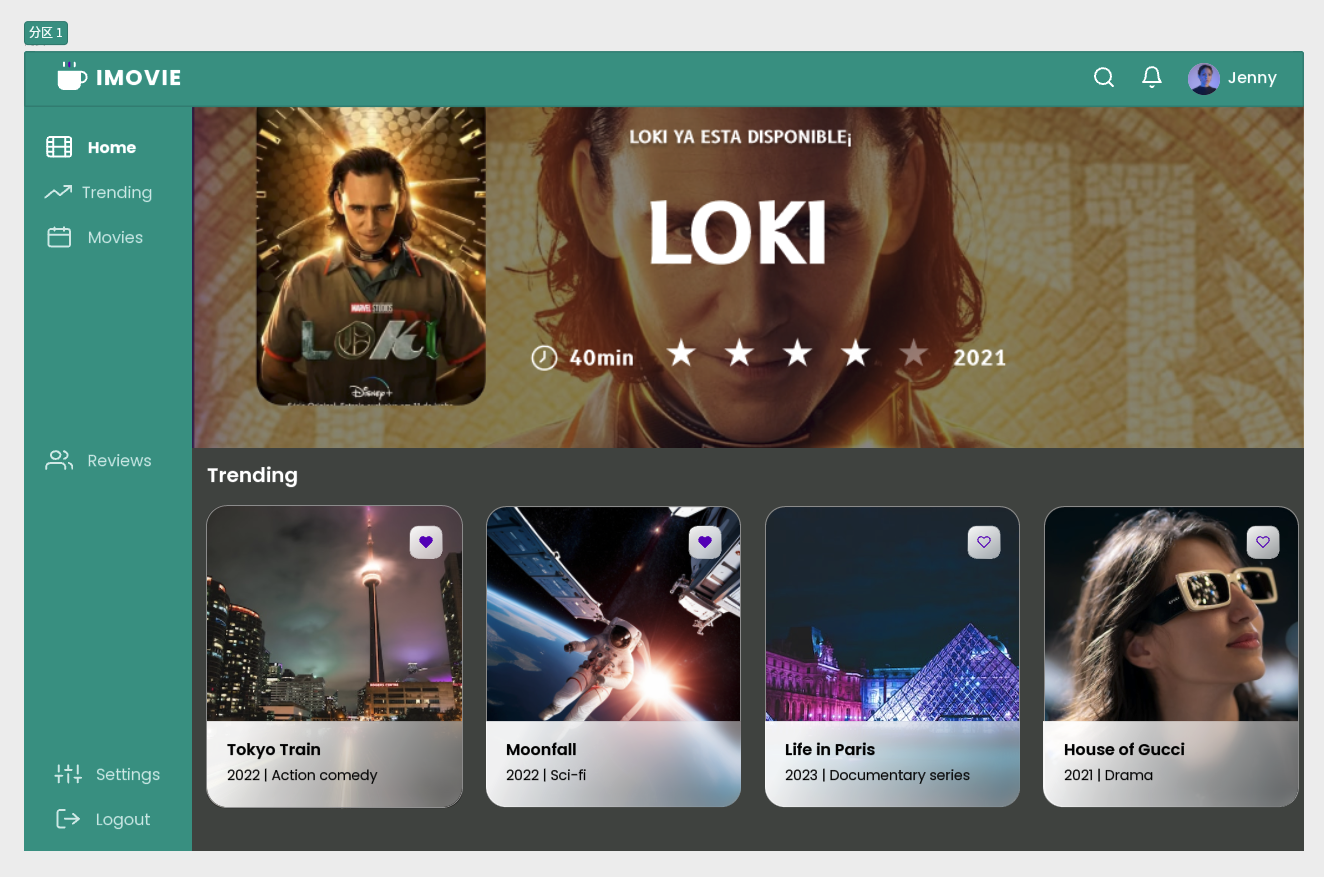 分区 1
IMOVIE
Jenny
Home
Trending
Movies
Reviews
Settings
Logout
LOKI YA ESTA DISPONIBLE¡
LOKI
40min
2021
MARVEL STUDIOS
LOKI
Disney+
Trending
Tokyo Train
2022 | Action comedy
Moonfall
2022 | Sci-fi
Life in Paris
2023 | Documentary series
House of Gucci
2021 | Drama